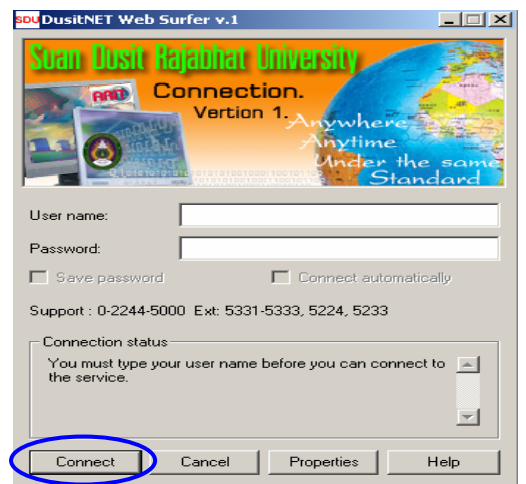 SDU DusitNET Web Surfer v.1
Suan Dusit Rajabhat University
ARIT
Connection.
Vertion 1.
Anywhere
Anytime
Under the same
Standard
User name:
Password:
Save password Connect automatically
Support : 0-2244-5000 Ext: 5331-5333, 5224, 5233
Connection status
You must type your user name before you can connect to
the service.
Connect Cancel Properties Help